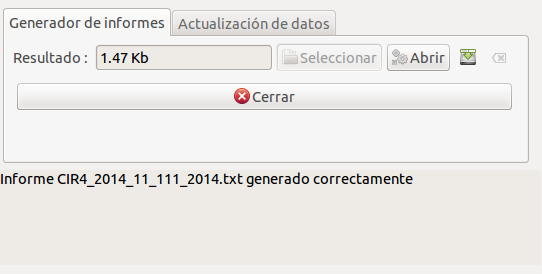 Generador de informes Actualización de datos
Resultado : 1.47 Kb Seleccionar Abrir
Cerrar
Informe CIR4_2014_11_111_2014.txt generado correctamente